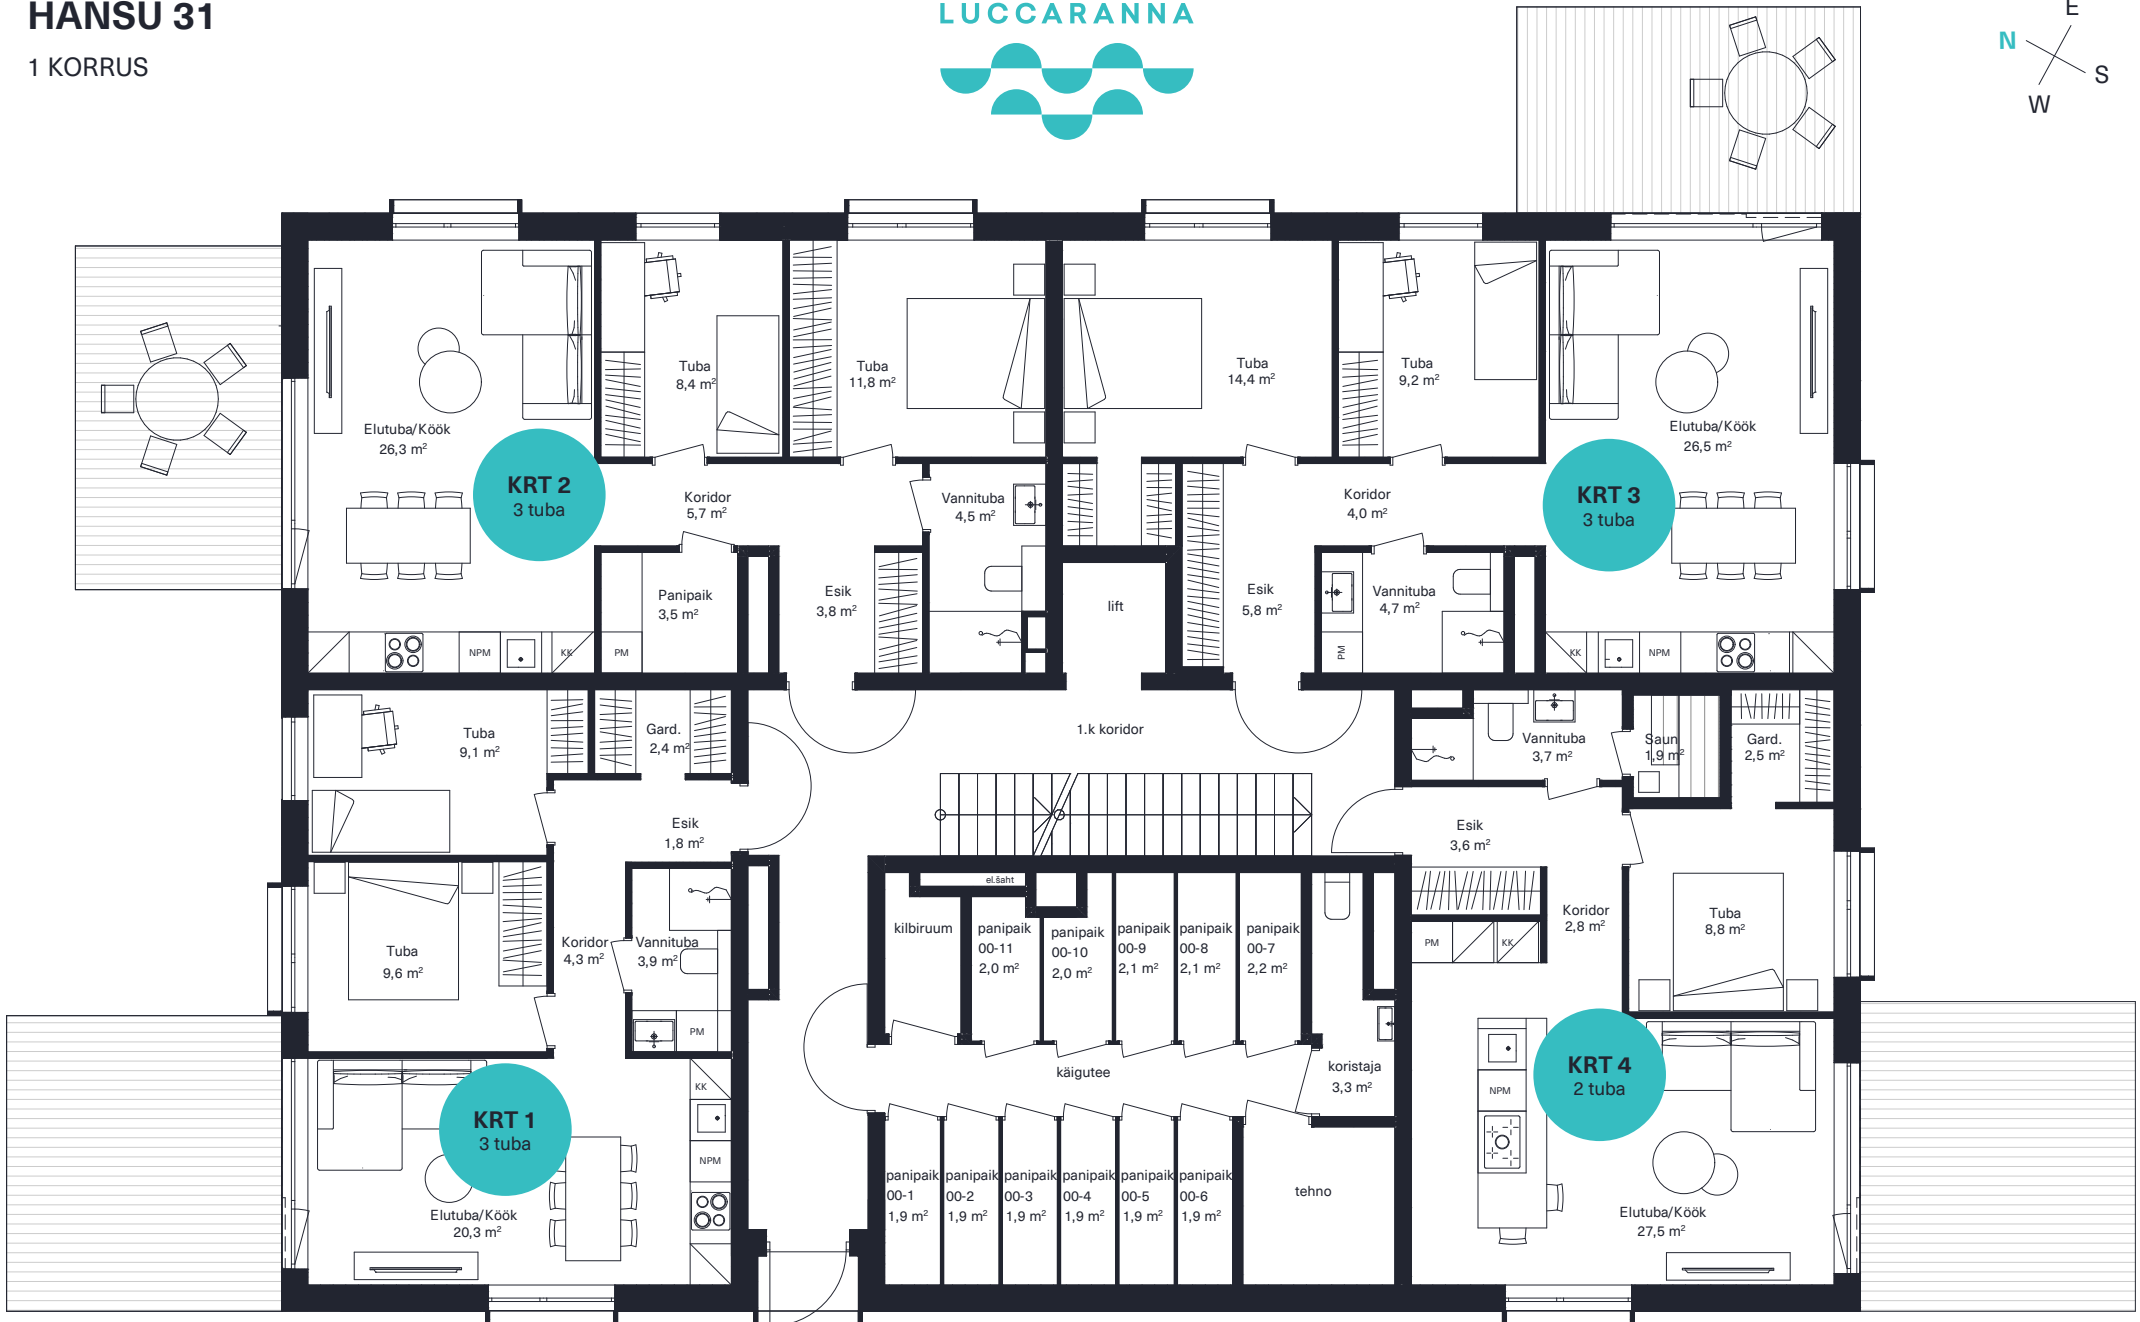 HANSU 31
1 KORRUS
LUCCARANNA
E
N
S
W
Elutuba/Köök
26,3 m²
KRT 2
3 tuba
Tuba
8,4 m²
Tuba
11,8 m²
Koridor
5,7 m²
Vannituba
4,5 m²
Panipaik
3,5 m²
Esik
3,8 m²
NPM
KK
PM
Tuba
14,4 m²
Tuba
9,2 m²
Elutuba/Köök
26,5 m²
KRT 3
3 tuba
Koridor
4,0 m²
lift
Esik
5,8 m²
Vannituba
4,7 m²
PM
KK
NPM
Tuba
9,1 m²
Gard.
2,4 m²
1.k koridor
Esik
1,8 m²
Tuba
9,6 m²
Koridor
4,3 m²
Vannituba
3,9 m²
PM
KK
NPM
KRT 1
3 tuba
Elutuba/Köök
20,3 m²
Vannituba
3,7 m²
Saun
1,9 m²
Gard.
2,5 m²
Esik
3,6 m²
Koridor
2,8 m²
Tuba
8,8 m²
PM
KK
NPM
KRT 4
2 tuba
Elutuba/Köök
27,5 m²
el.šaht
kilbiruum
panipaik
00-11
2,0 m²
panipaik
00-10
2,0 m²
panipaik
00-9
2,1 m²
panipaik
00-8
2,1 m²
panipaik
00-7
2,2 m²
käigutee
koristaja
3,3 m²
panipaik
00-1
1,9 m²
panipaik
00-2
1,9 m²
panipaik
00-3
1,9 m²
panipaik
00-4
1,9 m²
panipaik
00-5
1,9 m²
panipaik
00-6
1,9 m²
tehno